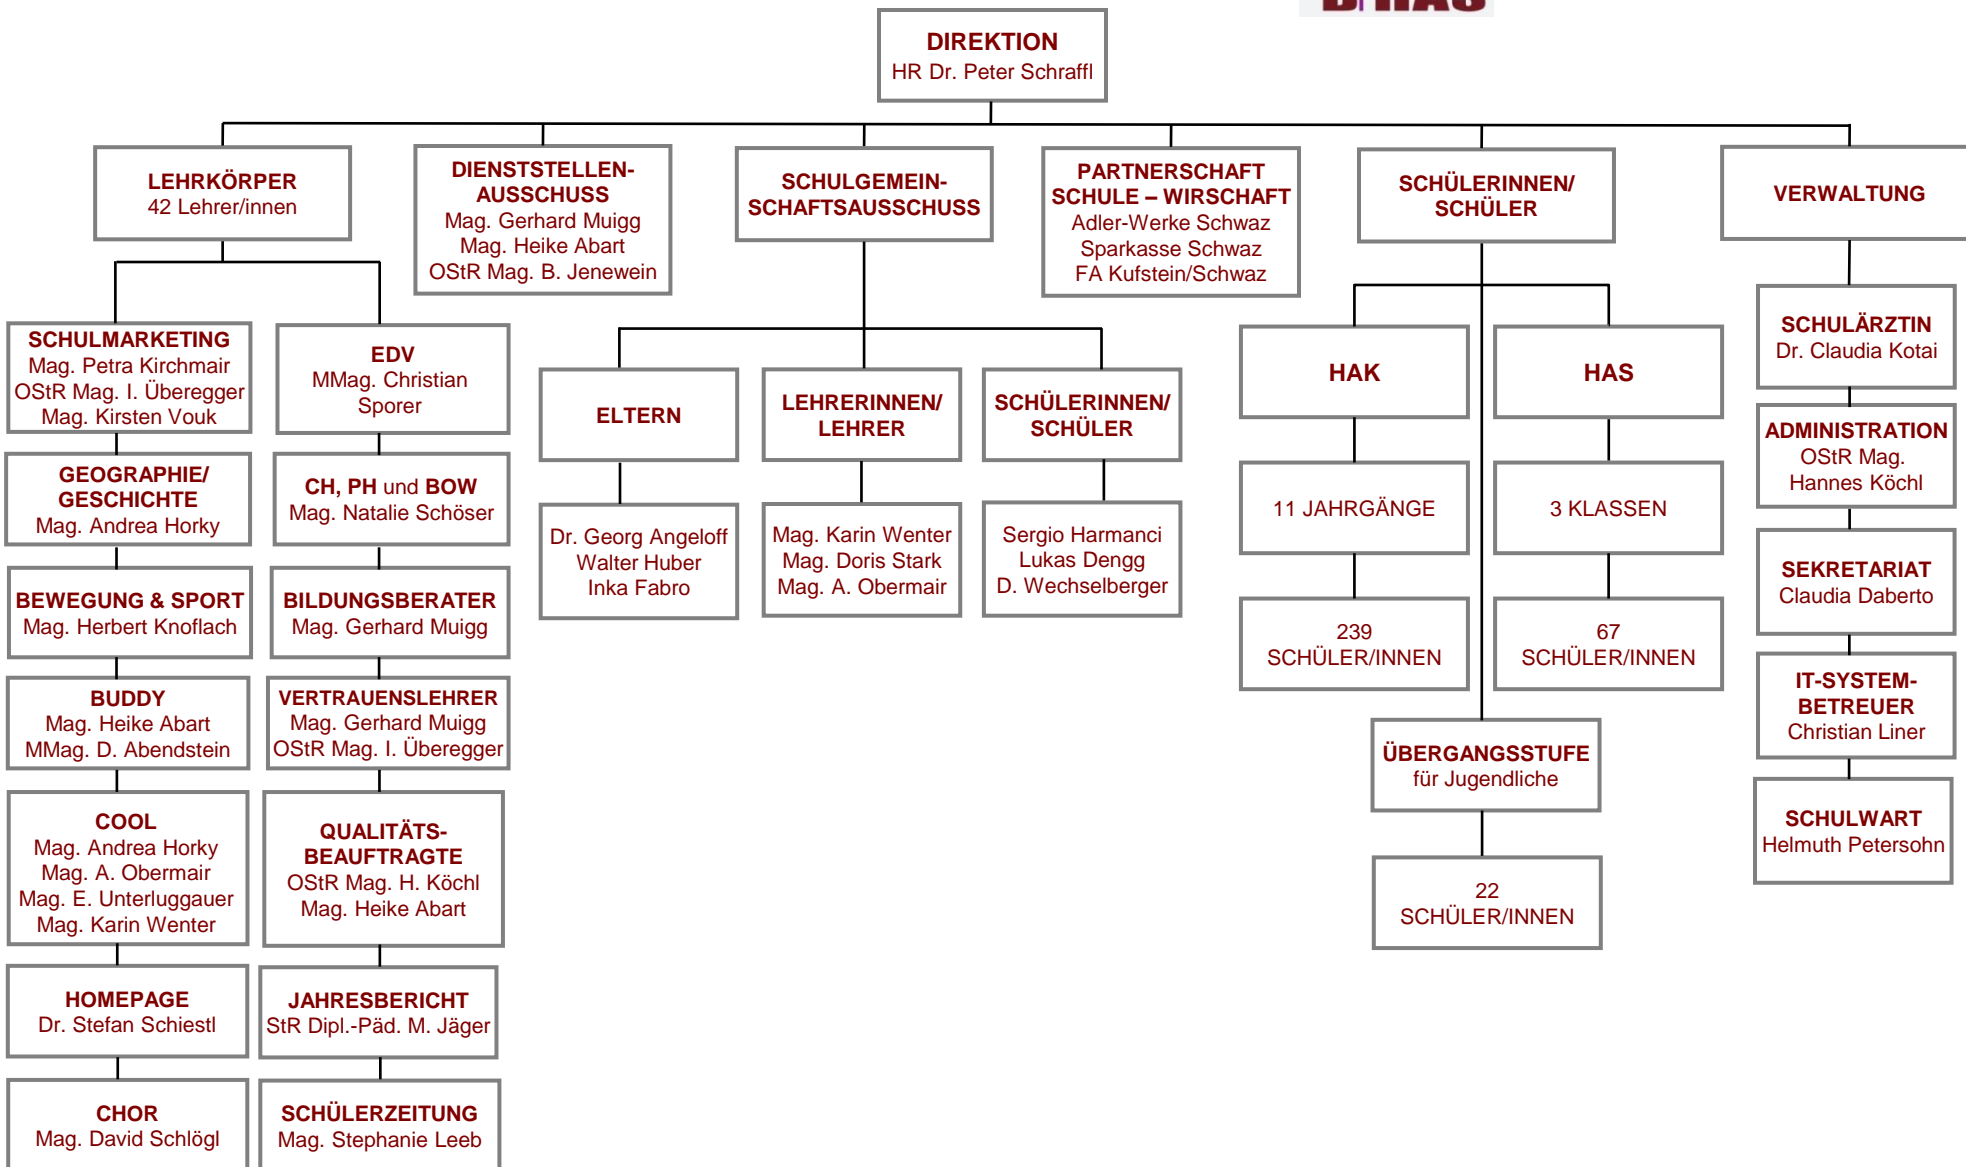 DIREKTION
HR Dr. Peter Schraffl
LEHRKÖRPER
42 Lehrer/innen
DIENSTSTELLEN-
AUSSCHUSS
Mag. Gerhard Muigg
Mag. Heike Abart
OStR Mag. B. Jenewein
SCHULGEMEIN-
SCHAFTSAUSSCHUSS
PARTNERSCHAFT
SCHULE – WIRSCHAFT
Adler-Werke Schwaz
Sparkasse Schwaz
FA Kufstein/Schwaz
SCHÜLERINNEN/
SCHÜLER
VERWALTUNG
SCHULMARKETING
Mag. Petra Kirchmair
OStR Mag. I. Überegger
Mag. Kirsten Vouk
GEOGRAPHIE/
GESCHICHTE
Mag. Andrea Horky
BEWEGUNG & SPORT
Mag. Herbert Knoflach
BUDDY
Mag. Heike Abart
MMag. D. Abendstein
COOL
Mag. Andrea Horky
Mag. A. Obermair
Mag. E. Unterluggauer
Mag. Karin Wenter
HOMEPAGE
Dr. Stefan Schiestl
CHOR
Mag. David Schlögl
EDV
MMag. Christian
Sporer
CH, PH und BOW
Mag. Natalie Schöser
BILDUNGSBERATER
Mag. Gerhard Muigg
VERTRAUENSLEHRER
Mag. Gerhard Muigg
OStR Mag. I. Überegger
QUALITÄTS-
BEAUFTRAGTE
OStR Mag. H. Köchl
Mag. Heike Abart
JAHRESBERICHT
StR Dipl.-Päd. M. Jäger
SCHÜLERZEITUNG
Mag. Stephanie Leeb
ELTERN
Dr. Georg Angeloff
Walter Huber
Inka Fabro
LEHRERINNEN/
LEHRER
Mag. Karin Wenter
Mag. Doris Stark
Mag. A. Obermair
SCHÜLERINNEN/
SCHÜLER
Sergio Harmanci
Lukas Dengg
D. Wechselberger
HAK
11 JAHRGÄNGE
239
SCHÜLER/INNEN
HAS
3 KLASSEN
67
SCHÜLER/INNEN
ÜBERGANGSSTUFE
für Jugendliche
22
SCHÜLER/INNEN
SCHULÄRZTIN
Dr. Claudia Kotai
ADMINISTRATION
OStR Mag.
Hannes Köchl
SEKRETARIAT
Claudia Daberto
IT-SYSTEM-
BETREUER
Christian Liner
SCHULWART
Helmuth Petersohn